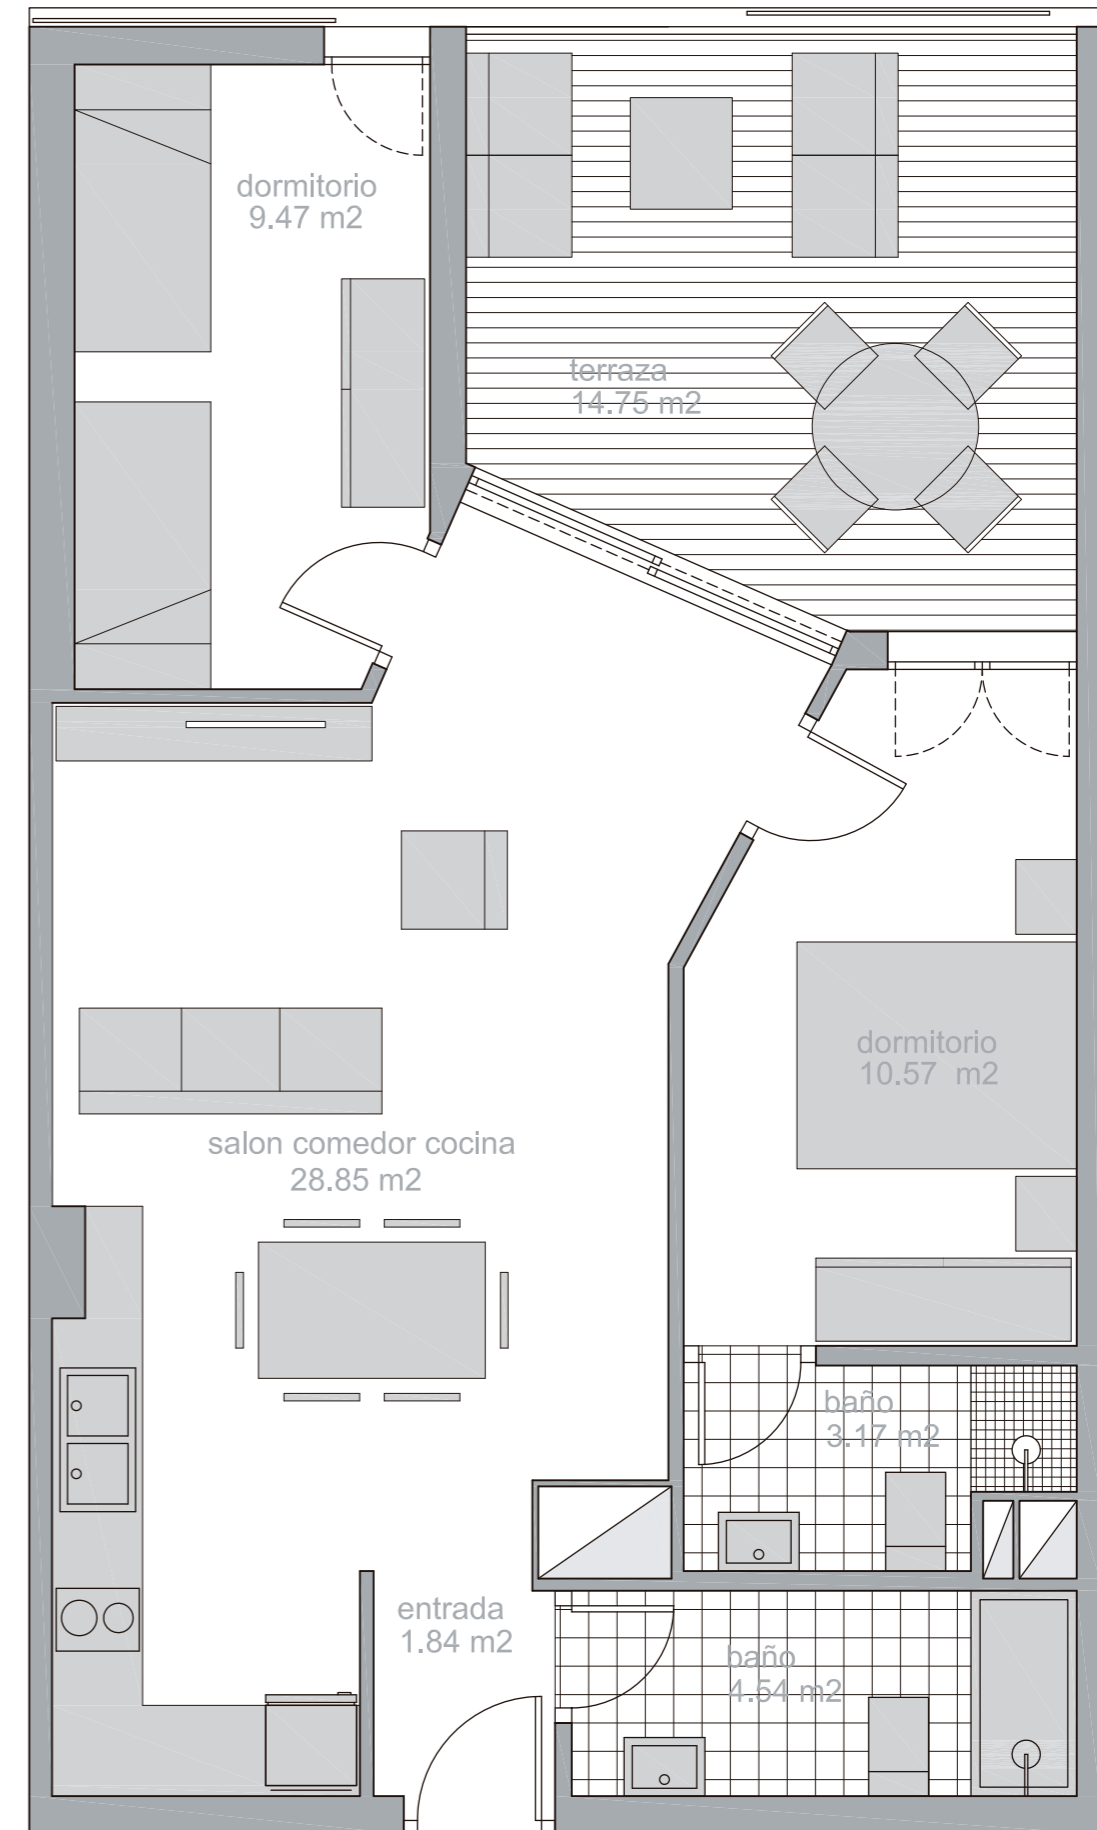 dormitorio
9.47 m2
terraza
14.75 m2
dormitorio
10.57 m2
salon comedor cocina
28.85 m2
baño
3.17 m2
entrada
1.84 m2
baño
4.54 m2